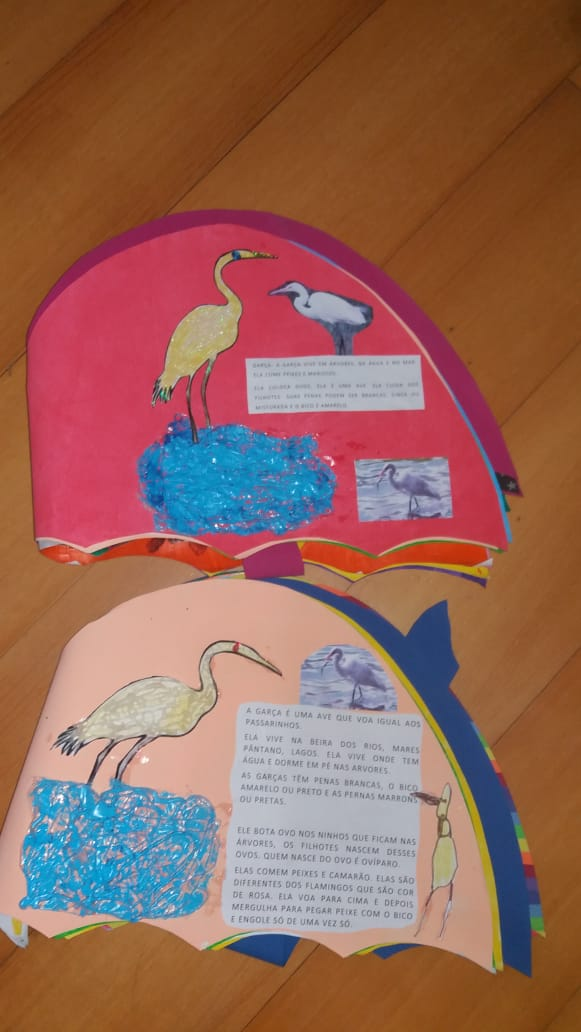 GARÇA: A GARÇA VIVE EM ÁRVORES, NA ÁGUA E NO MAR.
ELA COME PEIXES E MARISCOS.
ELA COLOCA OVOS. ELA É UMA AVE. ELA CUIDA DOS
FILHOTES. SUAS PENAS PODEM SER BRANCAS, CINZA OU
MISTURADA E O BICO É AMARELO.
A GARÇA É UMA AVE QUE VOA IGUAL AOS
PASSARINHOS.
ELA VIVE NA BEIRA DOS RIOS, MARES
PÂNTANO, LAGOS. ELA VIVE ONDE TEM
ÁGUA E DORME EM PÉ NAS ARVORES.
AS GARÇAS TÊM PENAS BRANCAS, O BICO
AMARELO OU PRETO E AS PERNAS MARRONS
OU PRETAS.
ELE BOTA OVO NOS NINHOS QUE FICAM NAS
ÁRVORES, OS FILHOTES NASCEM DESSES
OVOS. QUEM NASCE DO OVO É OVÍPARO.
ELAS COMEM PEIXES E CAMARÃO. ELAS SÃO
DIFERENTES DOS FLAMINGOS QUE SÃO COR
DE ROSA. ELA VOA PARA CIMA E DEPOIS
MERGULHA PARA PEGAR PEIXE COM O BICO
E ENGOLE SÓ DE UMA VEZ SÓ.